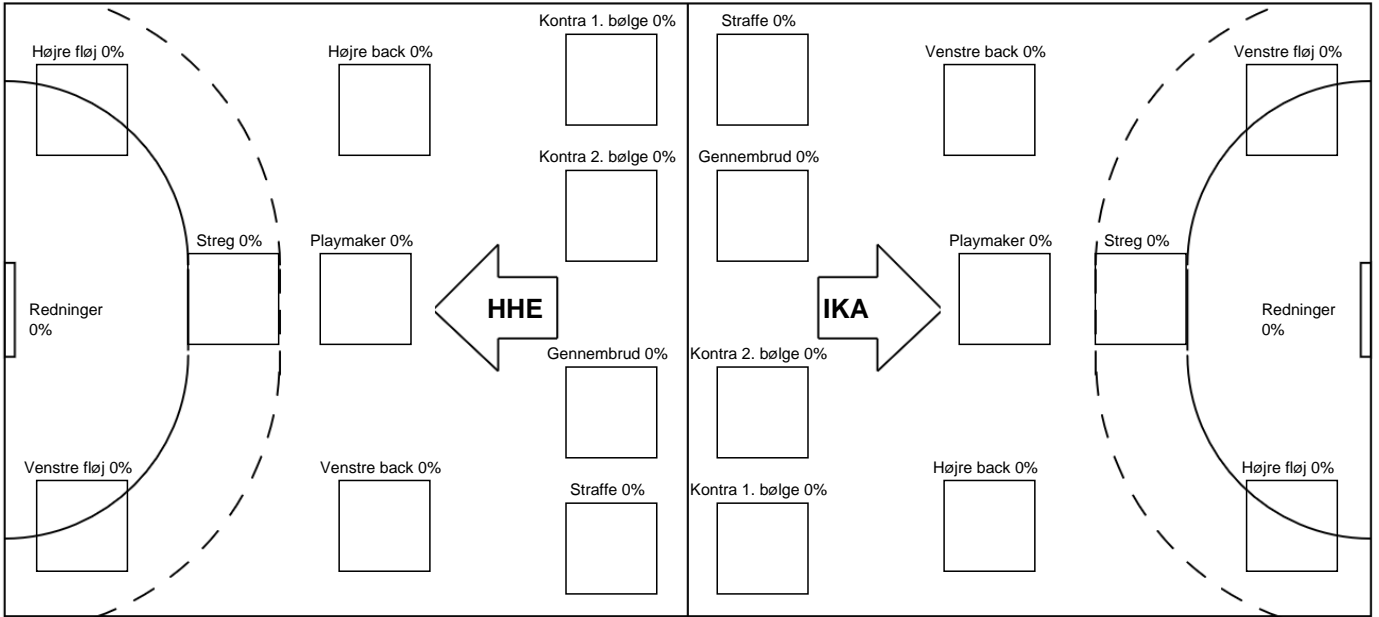 Kontra 1. bølge 0%
Straffe 0%
Højre fløj 0%
Højre back 0%
Venstre back 0%
Venstre fløj 0%
Kontra 2. bølge 0%
Gennembrud 0%
Streg 0%
Playmaker 0%
Playmaker 0%
Streg 0%
Redninger
0%
HHE
IKA
Redninger
0%
Gennembrud 0%
Kontra 2. bølge 0%
Venstre fløj 0%
Venstre back 0%
Højre back 0%
Højre fløj 0%
Straffe 0%
Kontra 1. bølge 0%